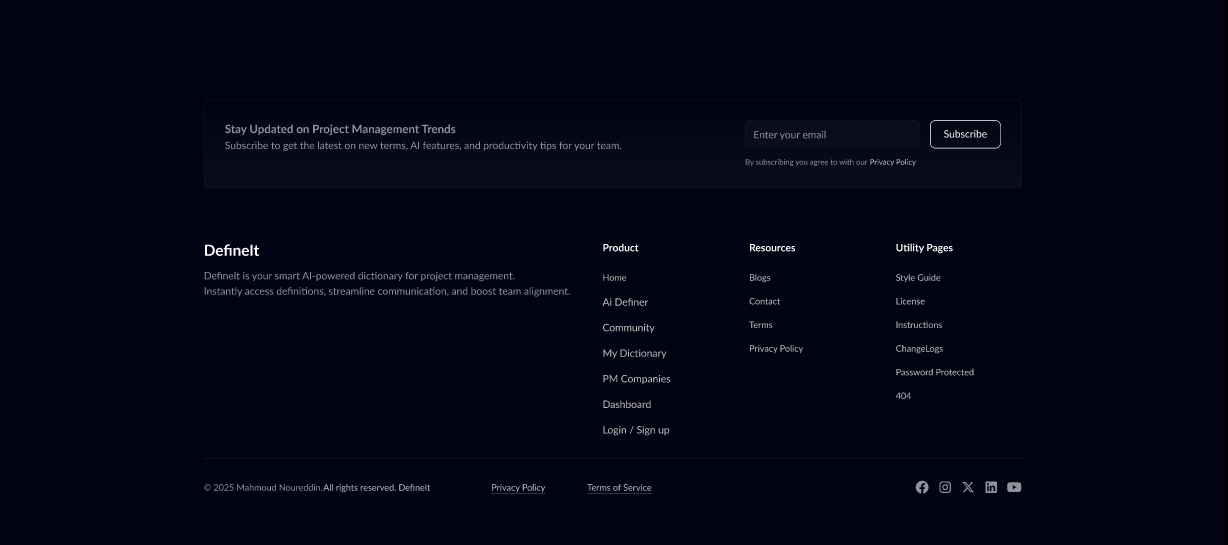 Stay Updated on Project Management Trends
Subscribe to get the latest on new terms, AI features, and productivity tips for your team.
Enter your email
Subscribe
By subscribing you agree to with our Privacy Policy
DefineIt
DefineIt is your smart AI-powered dictionary for project management.
Instantly access definitions, streamline communication, and boost team alignment.
Product
Home
Ai Definer
Community
My Dictionary
PM Companies
Dashboard
Login / Sign up
Resources
Blogs
Contact
Terms
Privacy Policy
Utility Pages
Style Guide
License
Instructions
ChangeLogs
Password Protected
404
© 2025 Mahmoud Noureddin.All rights reserved. DefineIt
Privacy Policy
Terms of Service